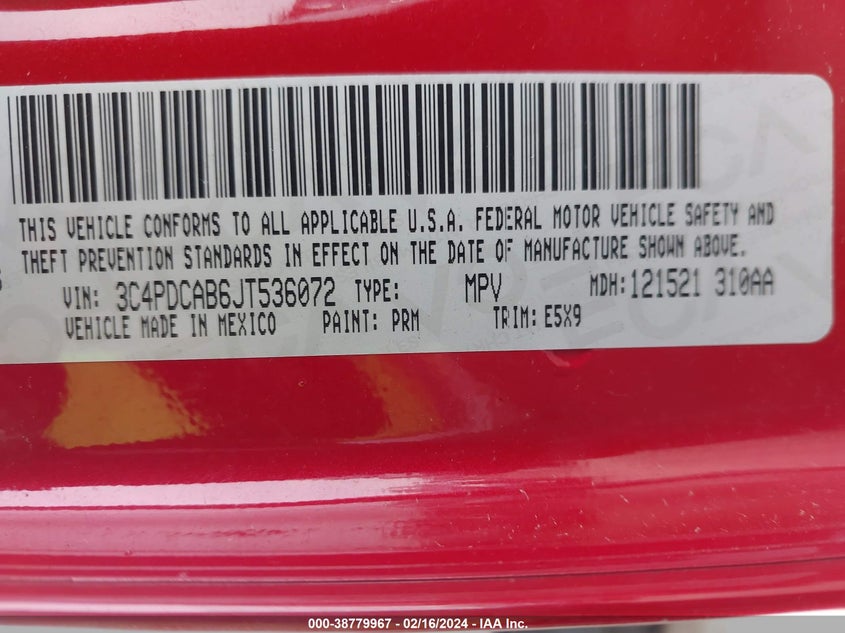 THIS VEHICLE CONFORMS TO ALL APPLICABLE U.S.A. FEDERAL MOTOR VEHICLE SAFETY AND
THEFT PREVENTION STANDARDS IN EFFECT ON THE DATE OF MANUFACTURE SHOWN ABOVE.
VIN: 3C4PDCAB6JT536072 TYPE: MPV MDH: 121521 310AA
VEHICLE MADE IN MEXICO PAINT: PRM TRIM: E5X9
000-38779967 - 02/16/2024 - IAA Inc.